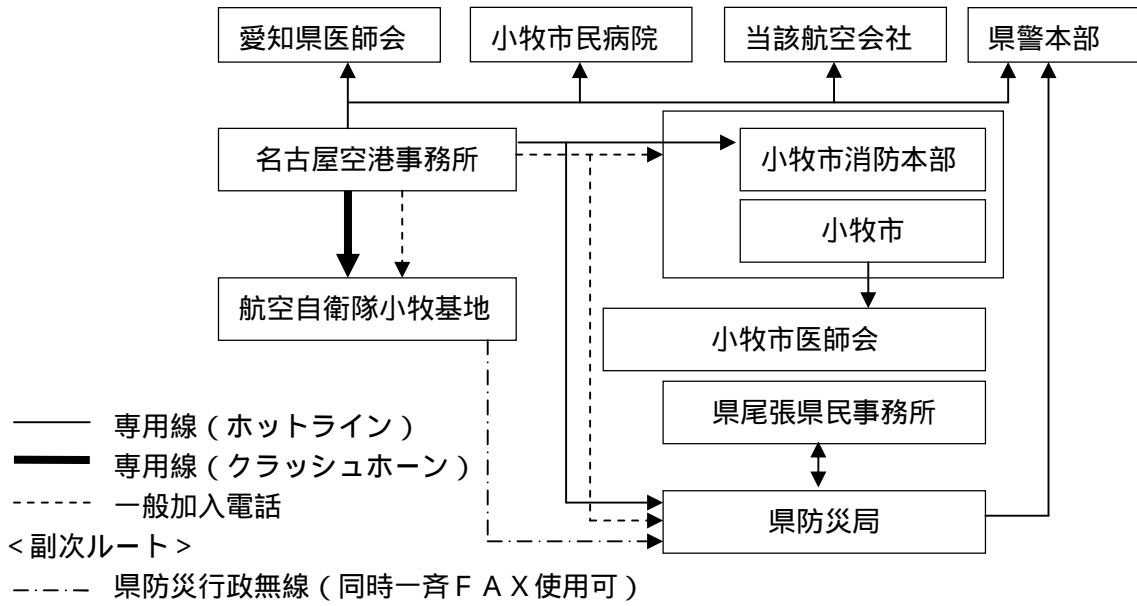 愛知県医師会
小牧市民病院
当該航空会社
県警本部
名古屋空港事務所
小牧市消防本部
小牧市
航空自衛隊小牧基地
小牧市医師会
県尾張県民事務所
県防災局
専用線（ホットライン）
専用線（クラッシュホーン）
一般加入電話
＜副次ルート＞
県防災行政無線（同時一斉ＦＡＸ使用可）